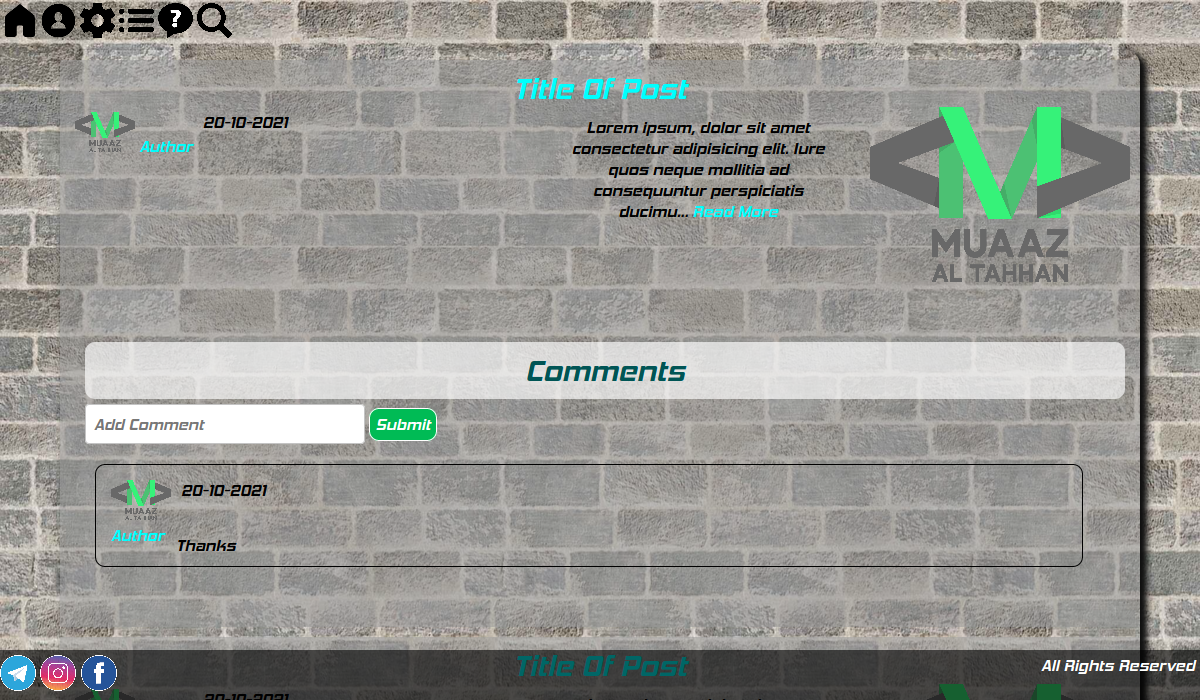 ?
Title Of Post
MUAAZ
AL TAHHAN
20-10-2021
Author
Lorem ipsum, dolor sit amet
consectetur adipisicing elit. Iure
quos neque mollitia ad
consequuntur perspiciatis
ducimu... Read More
MUAAZ
AL TAHHAN
Comments
Add Comment
Submit
MUAAZ
AL TAHHAN
20-10-2021
Author
Thanks
Title Of Post
All Rights Reserved
20-10-2021